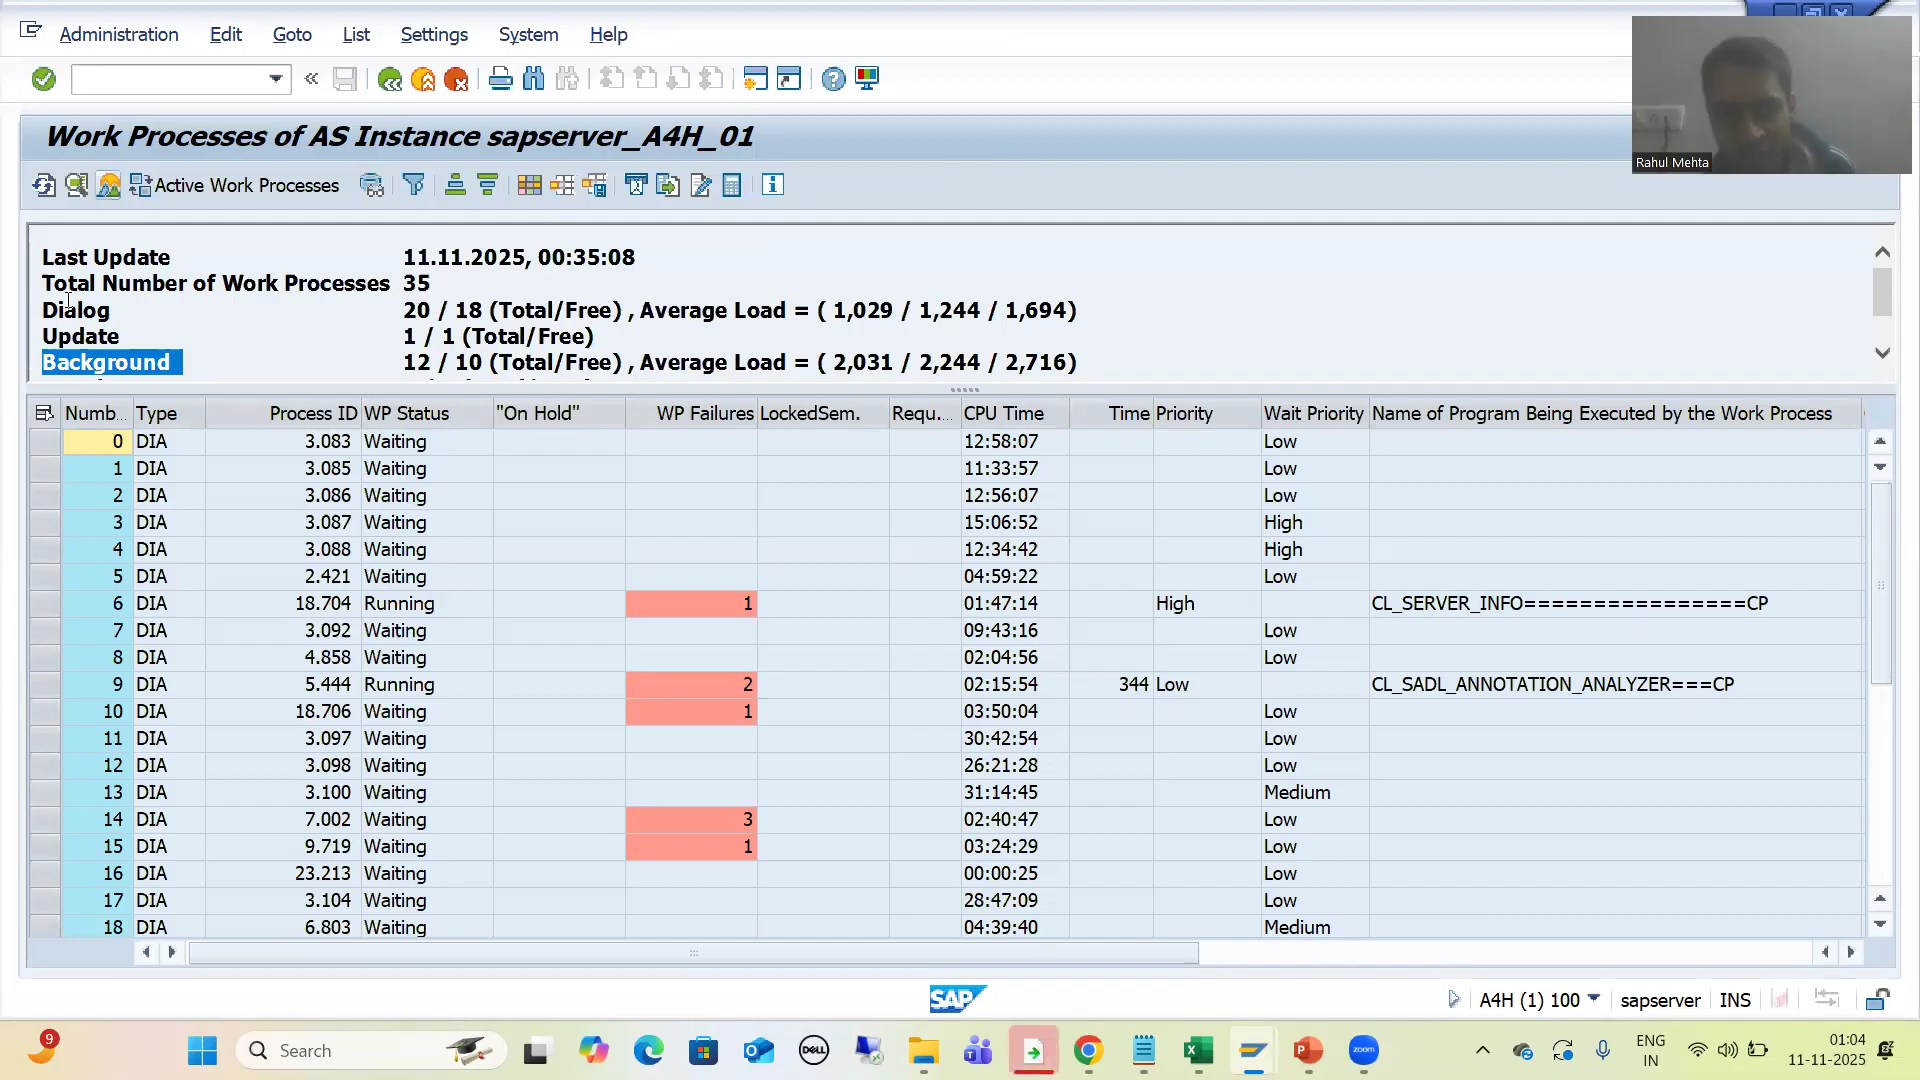 Administration Edit Goto List Settings System Help
Rahul Mehta
Work Processes of AS Instance sapserver_A4H_01
Active Work Processes
Last Update 11.11.2025, 00:35:08
Total Number of Work Processes 35
Dialog 20 / 18 (Total/Free) , Average Load = ( 1,029 / 1,244 / 1,694)
Update 1 / 1 (Total/Free)
Background 12 / 10 (Total/Free) , Average Load = ( 2,031 / 2,244 / 2,716)
Numb... Type Process ID WP Status "On Hold" WP Failures LockedSem. Requ.... CPU Time Time Priority Wait Priority Name of Program Being Executed by the Work Process
0 DIA 3.083 Waiting 12:58:07 Low
1 DIA 3.085 Waiting 11:33:57 Low
2 DIA 3.086 Waiting 12:56:07 Low
3 DIA 3.087 Waiting 15:06:52 High
4 DIA 3.088 Waiting 12:34:42 High
5 DIA 2.421 Waiting 04:59:22 Low
6 DIA 18.704 Running 1 01:47:14 High CL_SERVER_INFO================CP
7 DIA 3.092 Waiting 09:43:16 Low
8 DIA 4.858 Waiting 02:04:56 Low
9 DIA 5.444 Running 2 02:15:54 344 Low CL_SADL_ANNOTATION_ANALYZER===CP
10 DIA 18.706 Waiting 1 03:50:04 Low
11 DIA 3.097 Waiting 30:42:54 Low
12 DIA 3.098 Waiting 26:21:28 Low
13 DIA 3.100 Waiting 31:14:45 Medium
14 DIA 7.002 Waiting 3 02:40:47 Low
15 DIA 9.719 Waiting 1 03:24:29 Low
16 DIA 23.213 Waiting 00:00:25 Low
17 DIA 3.104 Waiting 28:47:09 Low
18 DIA 6.803 Waiting 04:39:40 Medium
SAP A4H (1) 100 sapserver INS
9 Search DELL zoom ENG IN 01:04 11-11-2025